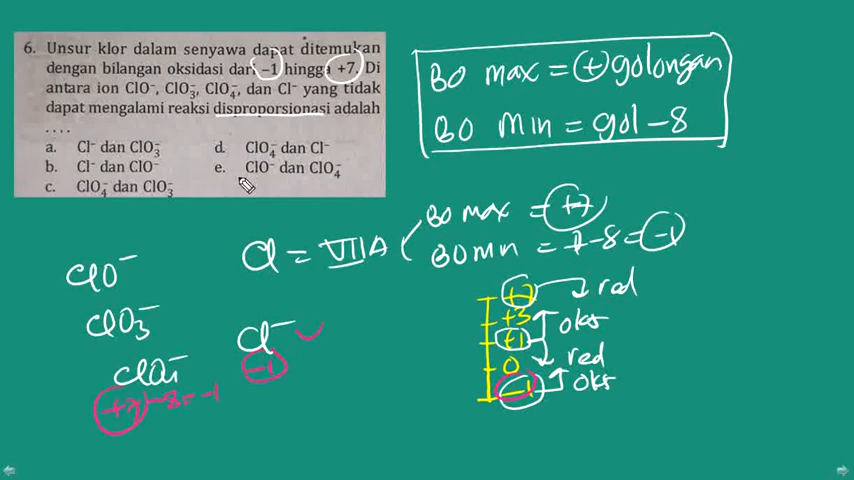 6. Unsur klor dalam senyawa dapat ditemukan
dengan bilangan oksidasi dari -1 hingga +7. Di
antara ion ClO⁻, ClO₃⁻, ClO₄⁻, dan Cl⁻ yang tidak
dapat mengalami reaksi disproporsionasi adalah
....
a. Cl⁻ dan ClO₃⁻
b. Cl⁻ dan ClO⁻
c. ClO₄⁻ dan ClO₃⁻
d. ClO₄⁻ dan Cl⁻
e. ClO⁻ dan ClO₄⁻
BO max = (+) golongan
BO Min = gol - 8
Cl = VII A
BO max = +7
BO Min = 7-8 = -1
ClO⁻
ClO₃⁻
ClO₄⁻
+7 -8 = -1
Cl⁻
-1
+7 red
+3 oks
+1
0 red
-1 oks